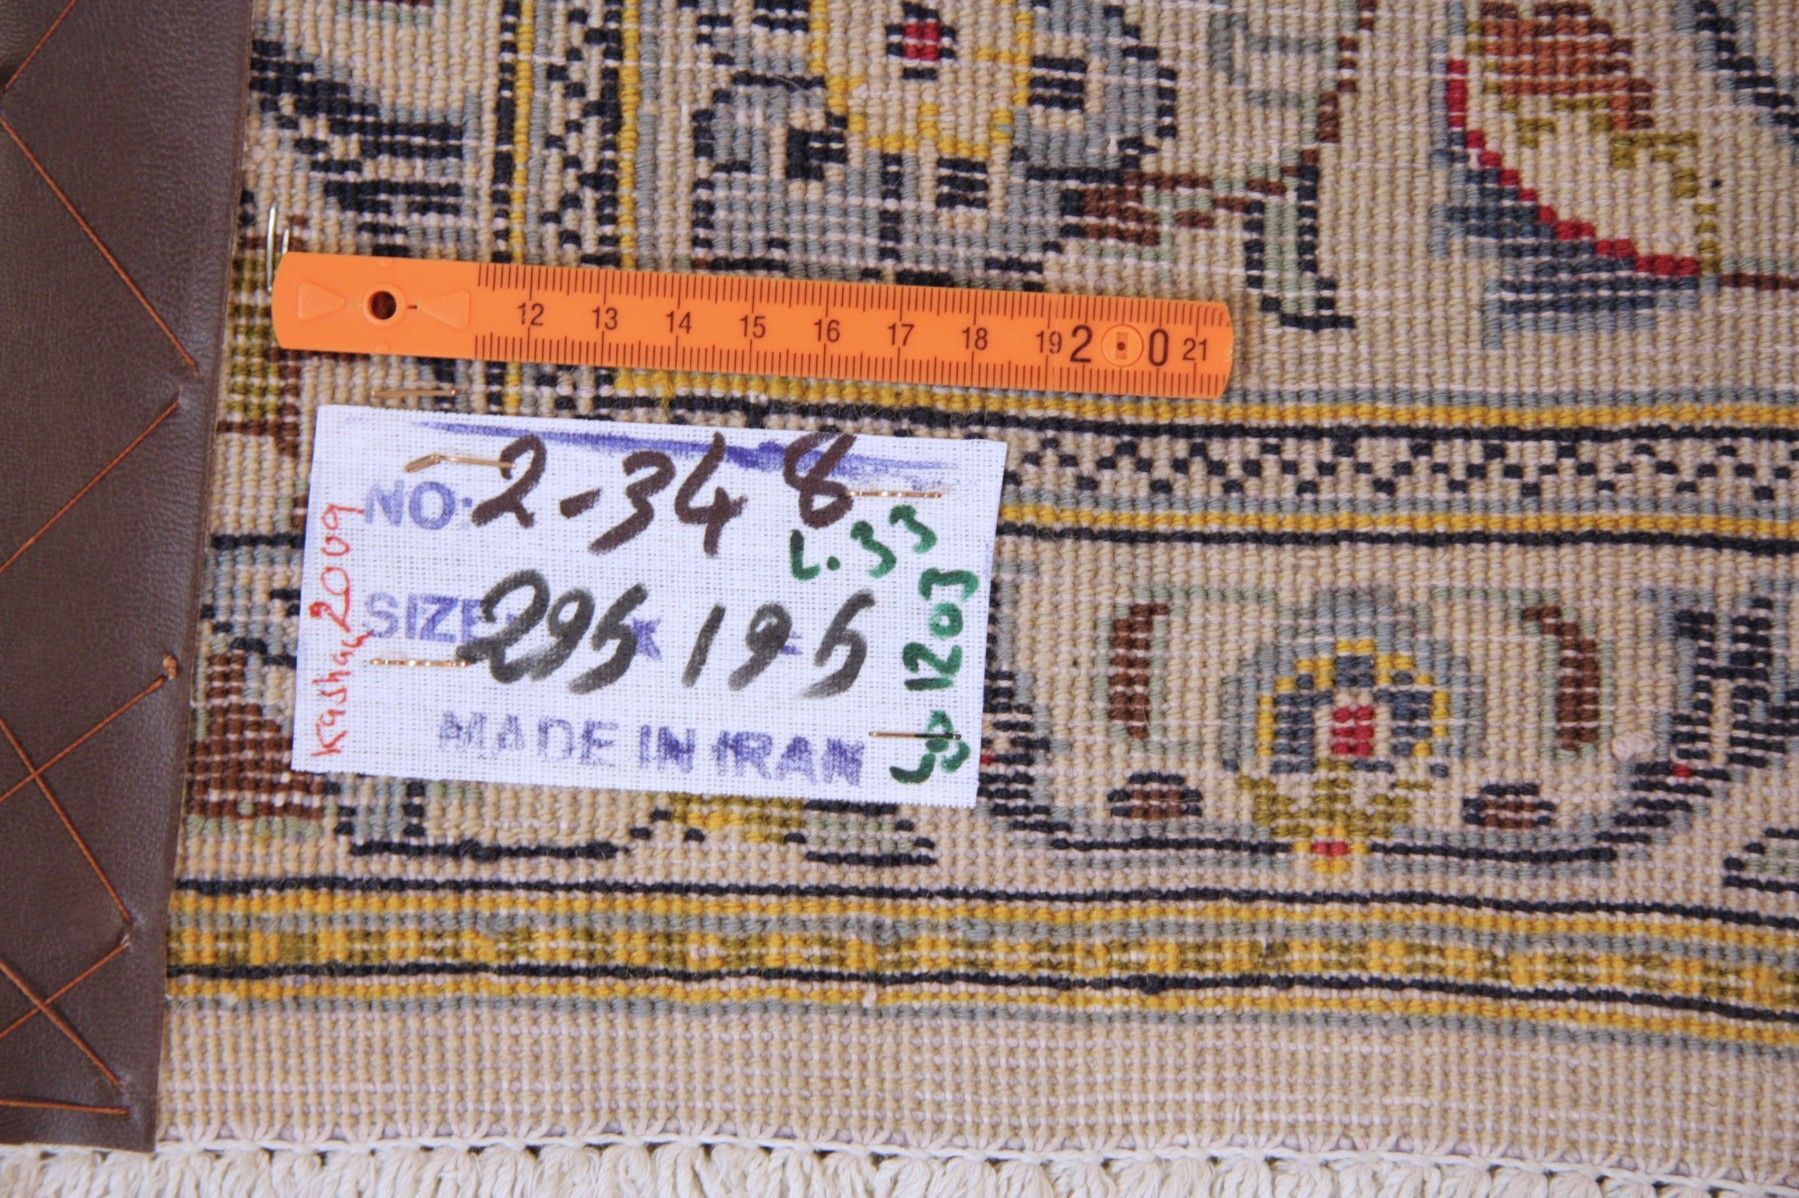 12 13 14 15 16 17 18 19 20 21
NO. 2-348
L.33
SIZE 295 x 195
MADE IN IRAN
Kashan 2009
1203